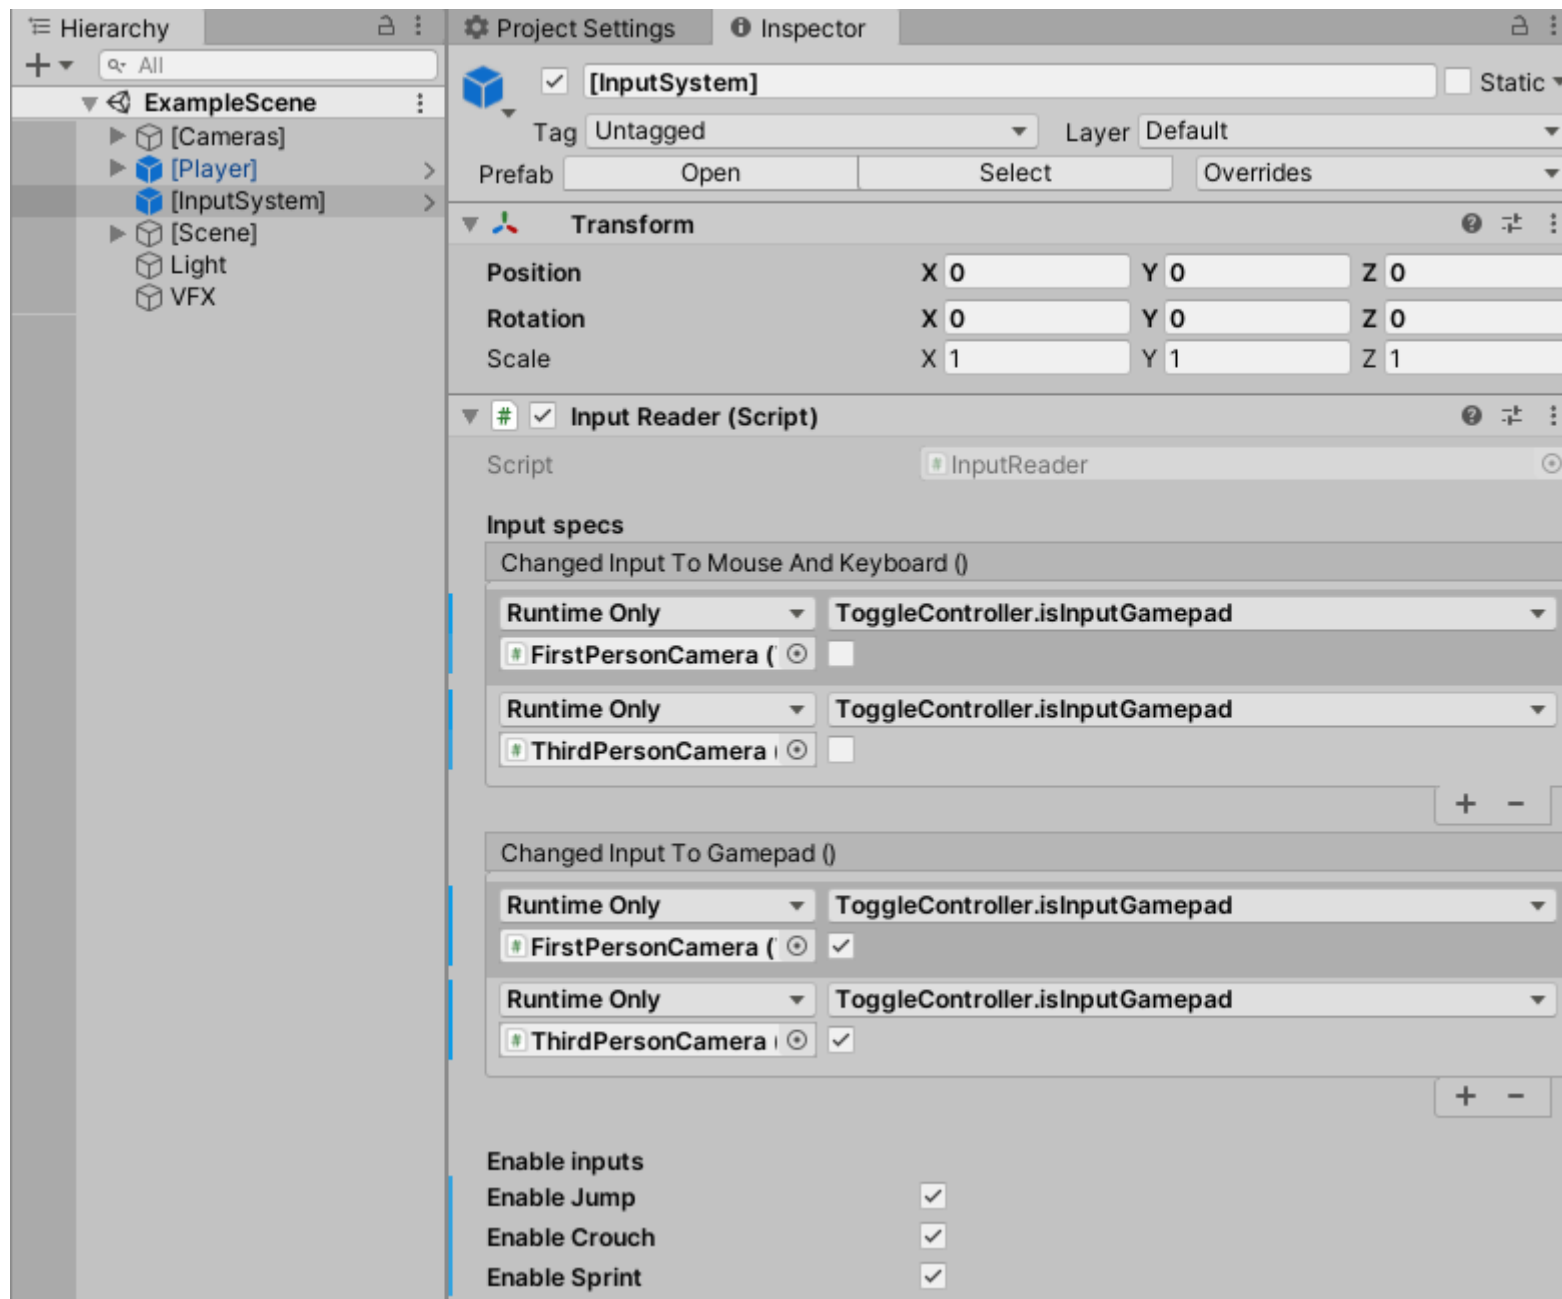 Hierarchy
All
ExampleScene
[Cameras]
[Player]
[InputSystem]
[Scene]
Light
VFX
Project Settings
Inspector
[InputSystem]
Static
Tag Untagged Layer Default
Prefab Open Select Overrides
Transform
Position X 0 Y 0 Z 0
Rotation X 0 Y 0 Z 0
Scale X 1 Y 1 Z 1
# Input Reader (Script)
Script # InputReader
Input specs
Changed Input To Mouse And Keyboard ()
Runtime Only ToggleController.isInputGamepad
# FirstPersonCamera (
Runtime Only ToggleController.isInputGamepad
# ThirdPersonCamera (
Changed Input To Gamepad ()
Runtime Only ToggleController.isInputGamepad
# FirstPersonCamera (
Runtime Only ToggleController.isInputGamepad
# ThirdPersonCamera (
Enable inputs
Enable Jump
Enable Crouch
Enable Sprint